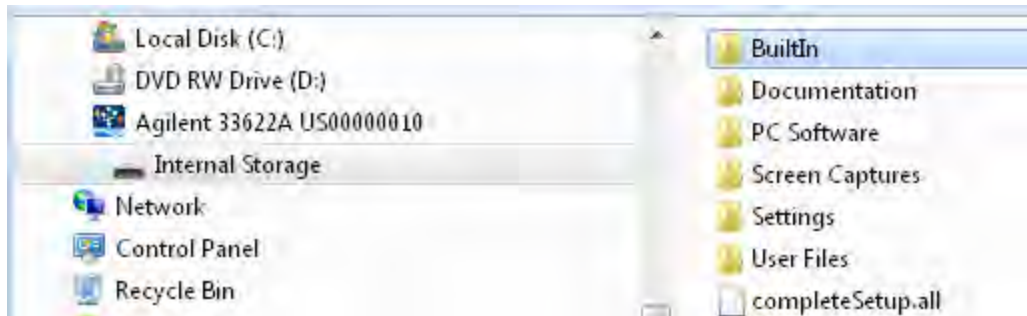 Local Disk (C:)
DVD RW Drive (D:)
Agilent 33622A US00000010
Internal Storage
Network
Control Panel
Recycle Bin
BuiltIn
Documentation
PC Software
Screen Captures
Settings
User Files
completeSetup.all